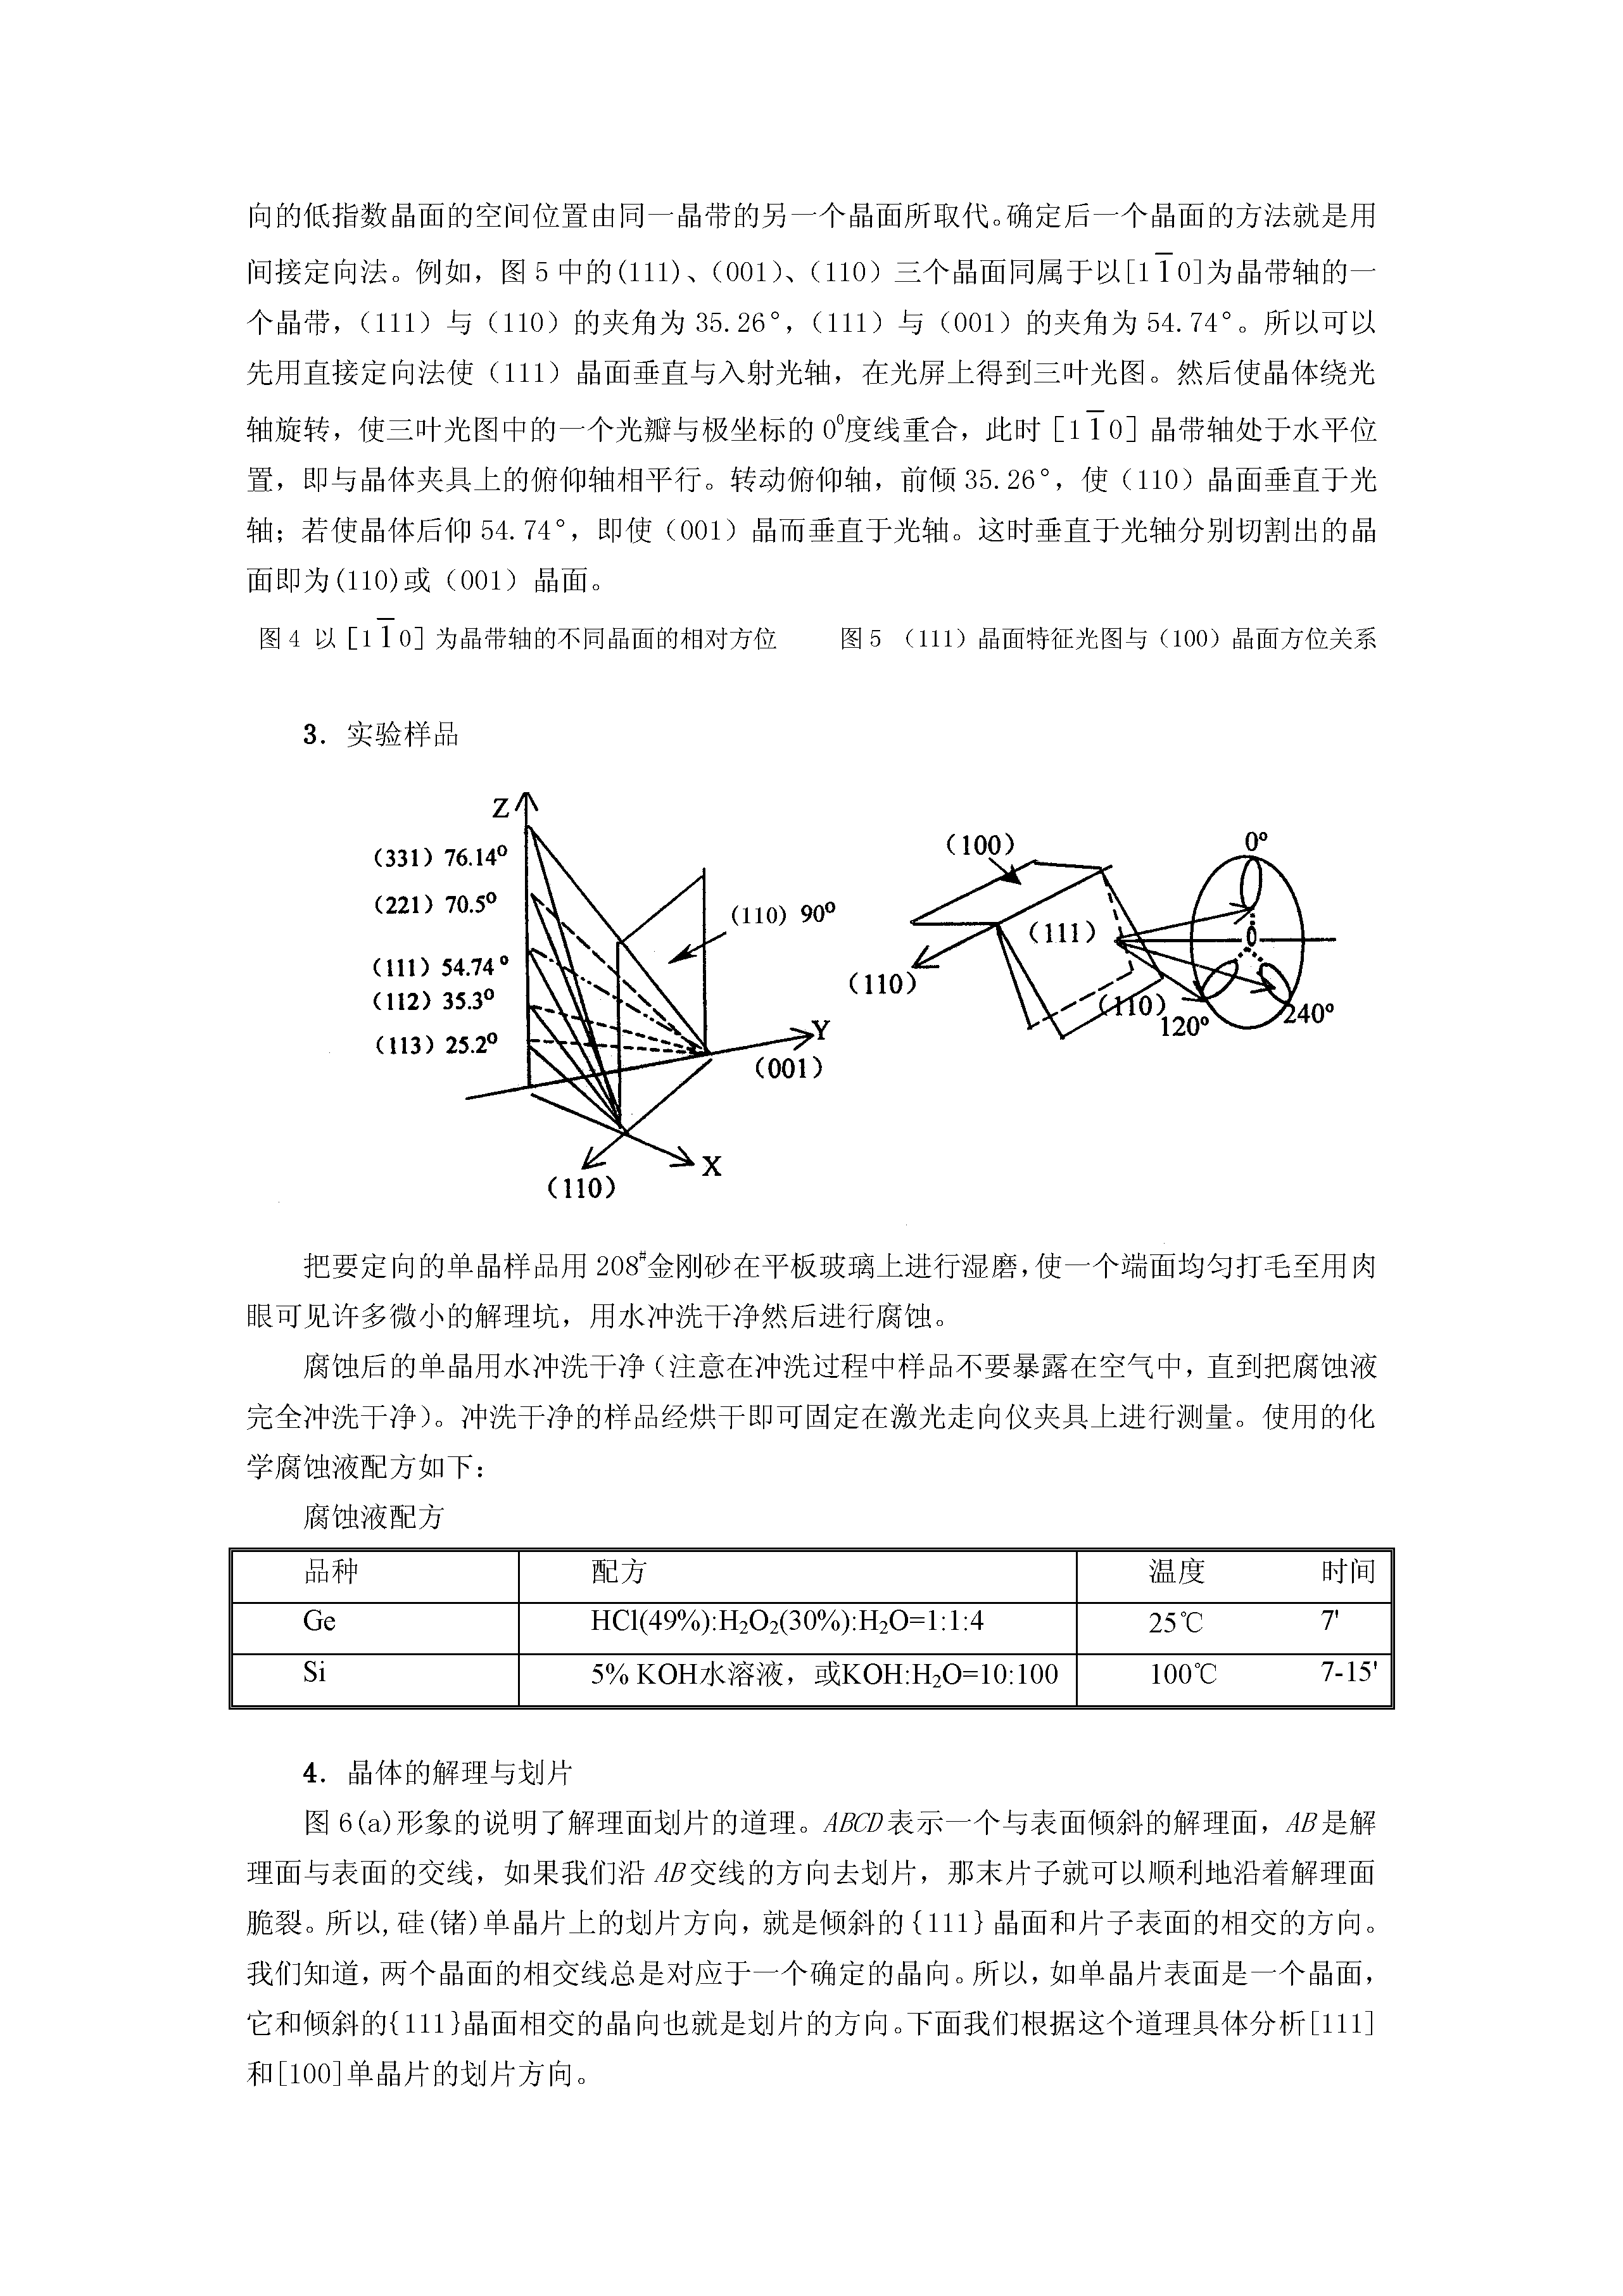 向的低指数晶面的空间位置由同一晶带的另一个晶面所取代。确定后一个晶面的方法就是用
间接定向法。例如，图 5 中的(111)、（001）、（110）三个晶面同属于以[11̅0]为晶带轴的一
个晶带，（111）与（110）的夹角为 35.26°，（111）与（001）的夹角为 54.74°。所以可以
先用直接定向法使（111）晶面垂直与入射光轴，在光屏上得到三叶光图。然后使晶体绕光
轴旋转，使三叶光图中的一个光瓣与极坐标的 0⁰度线重合，此时［11̅0］晶带轴处于水平位
置，即与晶体夹具上的俯仰轴相平行。转动俯仰轴，前倾 35.26°，使（110）晶面垂直于光
轴；若使晶体后仰 54.74°，即使（001）晶而垂直于光轴。这时垂直于光轴分别切割出的晶
面即为(110)或（001）晶面。
图 4 以［11̅0］为晶带轴的不同晶面的相对方位 图 5 （111）晶面特征光图与（100）晶面方位关系
3．实验样品
Z
（331）76.14⁰
（221）70.5⁰
（111）54.74⁰
（112）35.3⁰
（113）25.2⁰
（110）90⁰
Y
（001）
X
（110）
（100）
（111）
（110）
（110）
0⁰
120⁰
240⁰
把要定向的单晶样品用 208#金刚砂在平板玻璃上进行湿磨，使一个端面均匀打毛至用肉
眼可见许多微小的解理坑，用水冲洗干净然后进行腐蚀。
腐蚀后的单晶用水冲洗干净（注意在冲洗过程中样品不要暴露在空气中，直到把腐蚀液
完全冲洗干净）。冲洗干净的样品经烘干即可固定在激光走向仪夹具上进行测量。使用的化
学腐蚀液配方如下：
腐蚀液配方
品种 配方 温度 时间
Ge HCl(49%):H₂O₂(30%):H₂O=1:1:4 25℃ 7'
Si 5% KOH水溶液，或KOH:H₂O=10:100 100℃ 7-15'
4．晶体的解理与划片
图 6(a)形象的说明了解理面划片的道理。ABCD 表示一个与表面倾斜的解理面，AB 是解
理面与表面的交线，如果我们沿 AB 交线的方向去划片，那末片子就可以顺利地沿着解理面
脆裂。所以,硅(锗)单晶片上的划片方向，就是倾斜的{111}晶面和片子表面的相交的方向。
我们知道，两个晶面的相交线总是对应于一个确定的晶向。所以，如单晶片表面是一个晶面，
它和倾斜的{111}晶面相交的晶向也就是划片的方向。下面我们根据这个道理具体分析[111]
和[100]单晶片的划片方向。